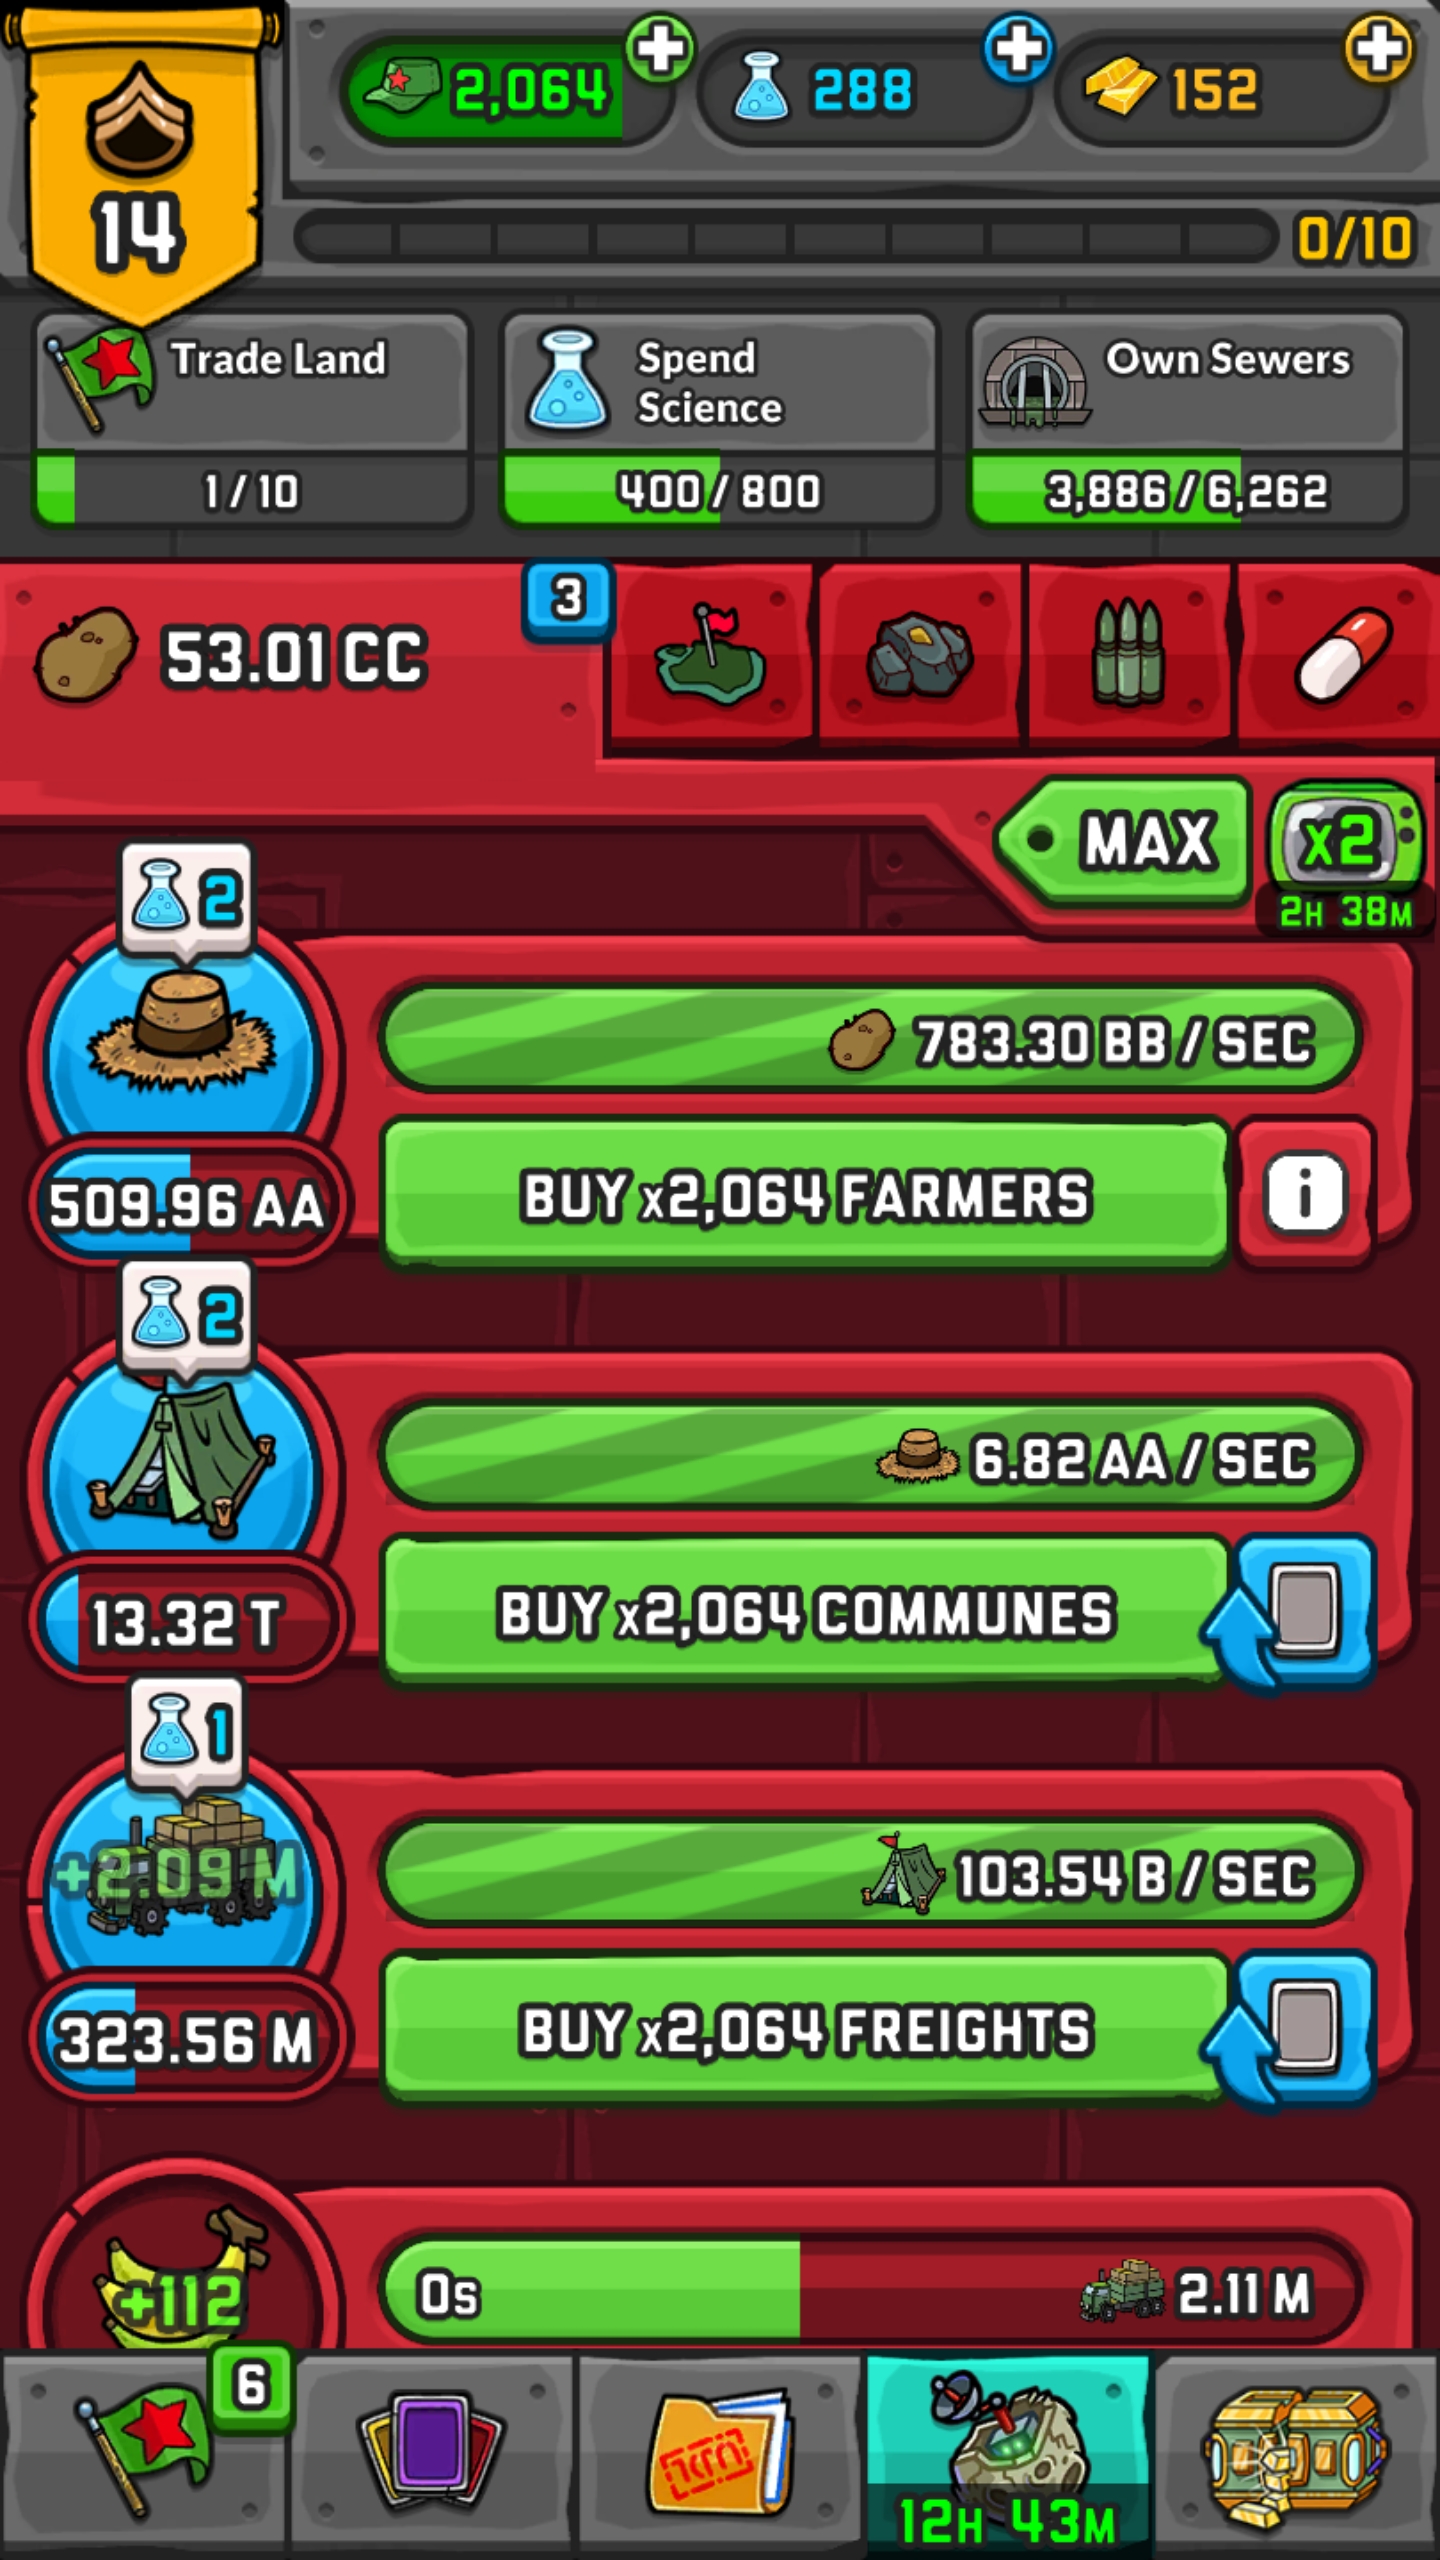 2,064
288
152
14
0/10
Trade Land
Spend
Science
Own Sewers
1 / 10
400 / 800
3,886 / 6,262
53.01 CC
3
MAX
x2
2H 38M
2
783.30 BB / SEC
509.96 AA
BUY x2,064 FARMERS
i
2
6.82 AA / SEC
13.32 T
BUY x2,064 COMMUNES
1
+2.09 M
103.54 B / SEC
323.56 M
BUY x2,064 FREIGHTS
+112
0s
2.11 M
6
12H 43M